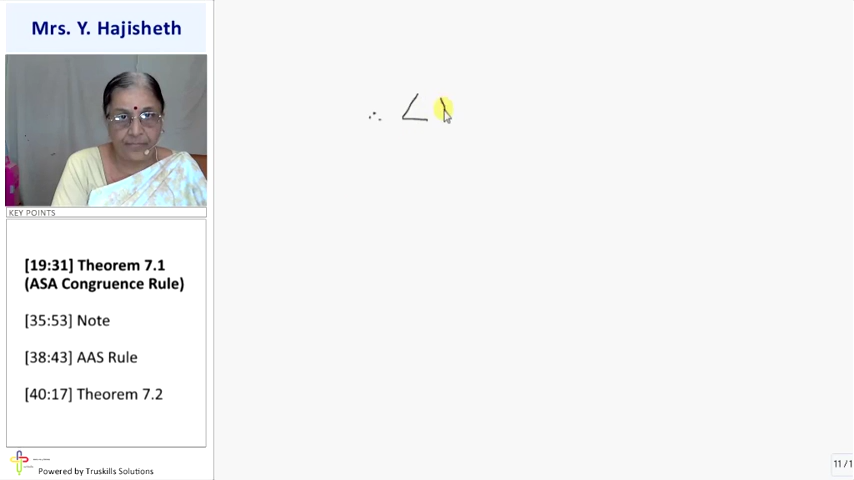 Mrs. Y. Hajisheth
KEY POINTS
[19:31] Theorem 7.1
(ASA Congruence Rule)
[35:53] Note
[38:43] AAS Rule
[40:17] Theorem 7.2
Powered by Truskills Solutions
∴ ∠
11/1